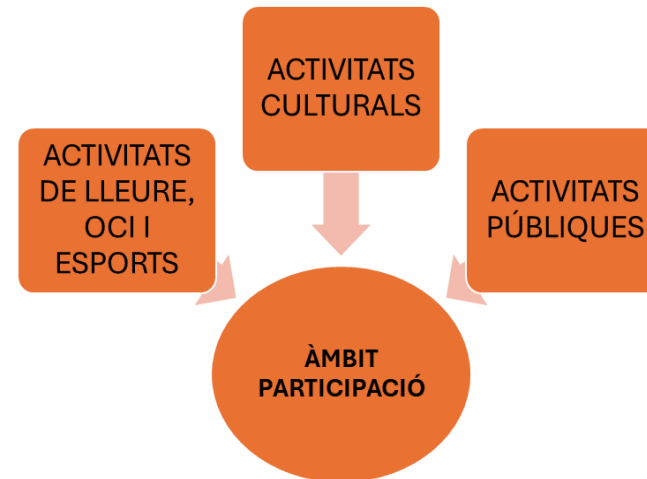 ACTIVITATS
DE LLEURE,
OCI I
ESPORTS
ACTIVITATS
CULTURALS
ACTIVITATS
PÚBLIQUES
ÀMBIT
PARTICIPACIÓ